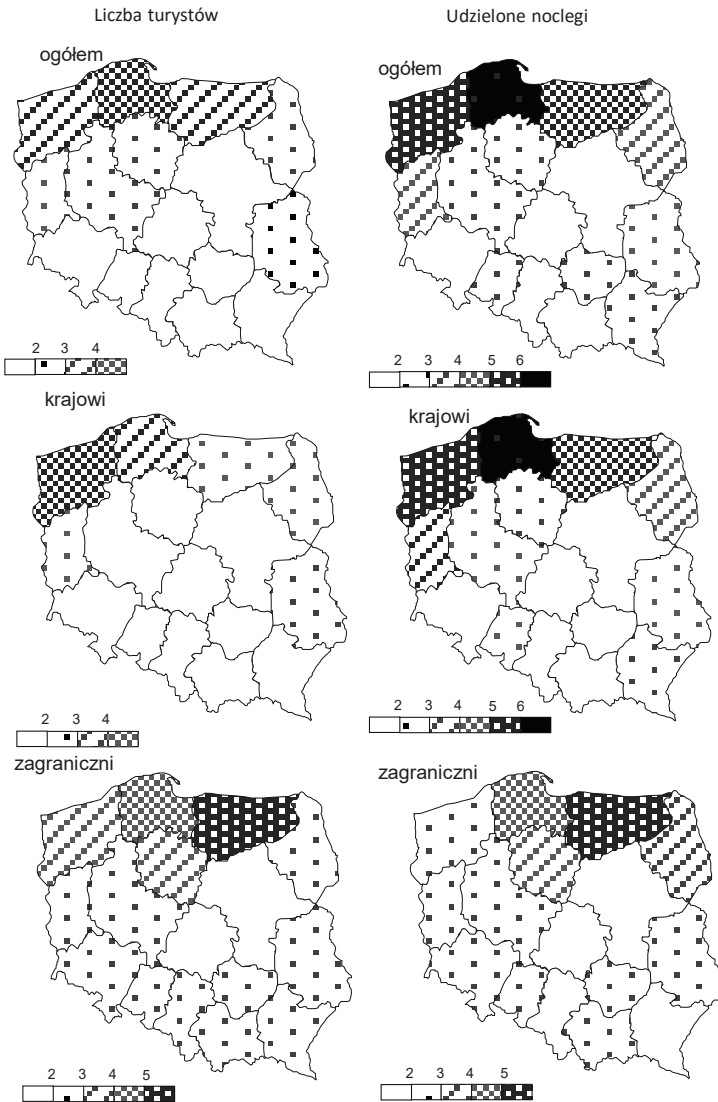 Liczba turystów
Udzielone noclegi
ogółem
ogółem
2 3 4
2 3 4 5 6
krajowi
krajowi
2 3 4
2 3 4 5 6
zagraniczni
zagraniczni
2 3 4 5
2 3 4 5